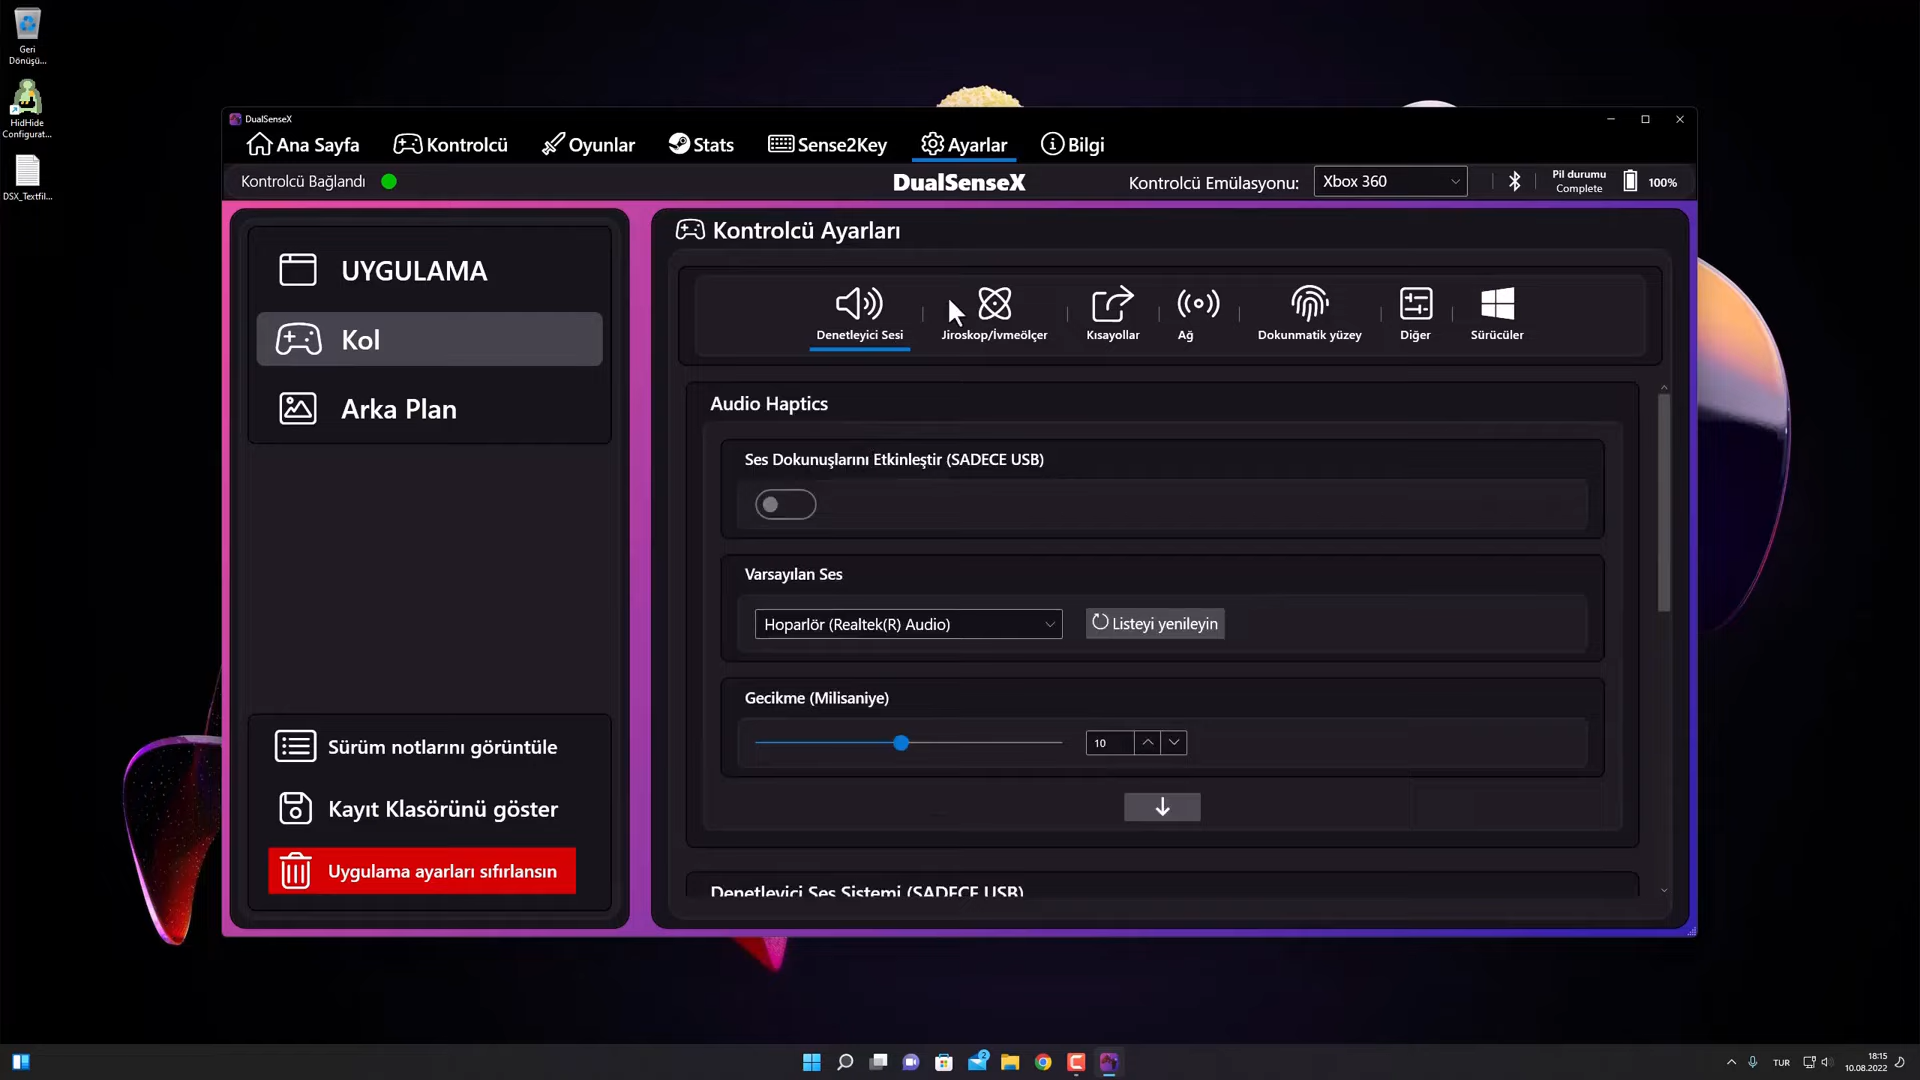 Geri
Dönüşü...
HidHide
Configurat...
DSX_Textfil...
DualSenseX
Ana Sayfa
Kontrolcü
Oyunlar
Stats
Sense2Key
Ayarlar
Bilgi
Kontrolcü Bağlandı
DualSenseX
Kontrolcü Emülasyonu:
Xbox 360
Pil durumu
Complete
100%
UYGULAMA
Kol
Arka Plan
Sürüm notlarını görüntüle
Kayıt Klasörünü göster
Uygulama ayarları sıfırlansın
Kontrolcü Ayarları
Denetleyici Sesi
Jiroskop/İvmeölçer
Kısayollar
Ağ
Dokunmatik yüzey
Diğer
Sürücüler
Audio Haptics
Ses Dokunuşlarını Etkinleştir (SADECE USB)
Varsayılan Ses
Hoparlör (Realtek(R) Audio)
Listeyi yenileyin
Gecikme (Milisaniye)
10
Denetleyici Ses Sistemi (SADECE USB)
2
TUR
18:15
10.08.2022